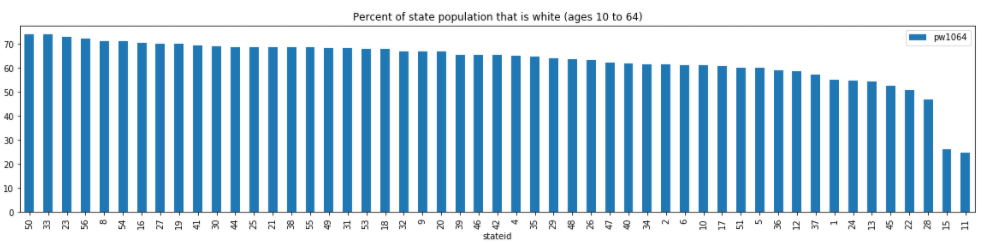 Percent of state population that is white (ages 10 to 64)
pw1064
70
60
50
40
30
20
10
0
50 33 23 56 8 54 16 27 19 41 30 44 25 21 38 55 49 31 53 18 32 9 20 39 46 42 4 35 29 48 26 47 40 34 2 6 10 17 51 5 36 12 37 1 24 13 45 22 28 15 11
stateid